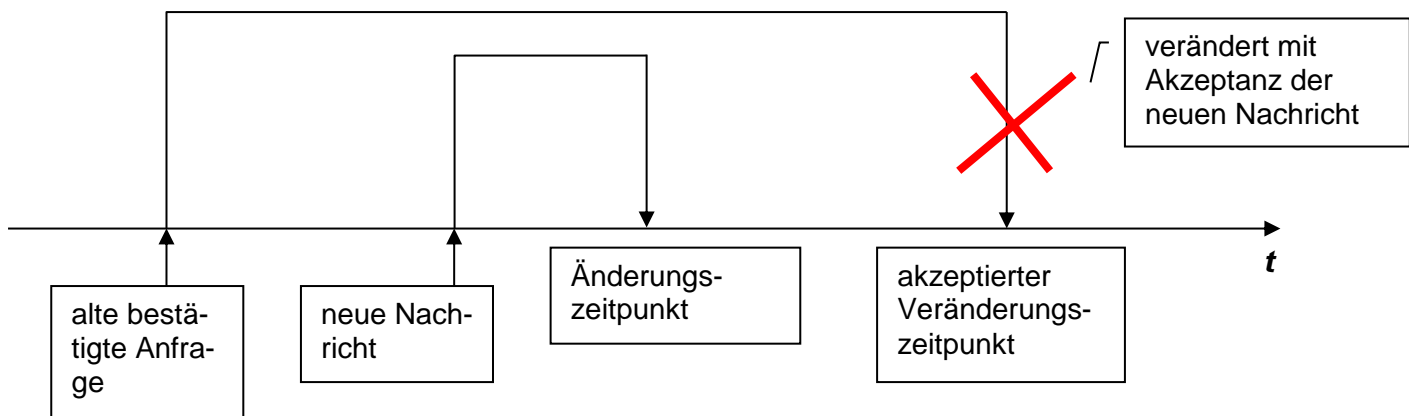 verändert mit
Akzeptanz der
neuen Nachricht
t
alte bestä-
tigte Anfra-
ge
neue Nach-
richt
Änderungs-
zeitpunkt
akzeptierter
Veränderungs-
zeitpunkt